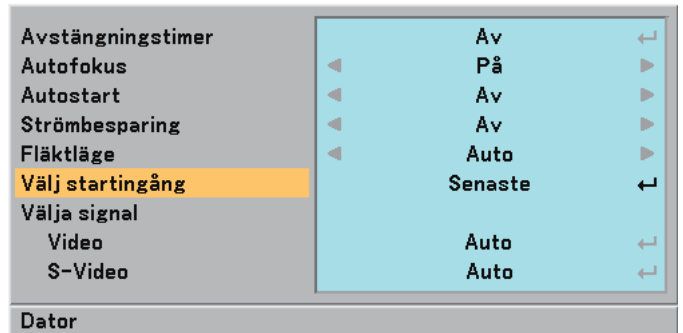 Avstängningstimer Av
Autofokus På
Autostart Av
Strömbesparing Av
Fläktläge Auto
Välj startingång Senaste
Välja signal
Video Auto
S-Video Auto
Dator